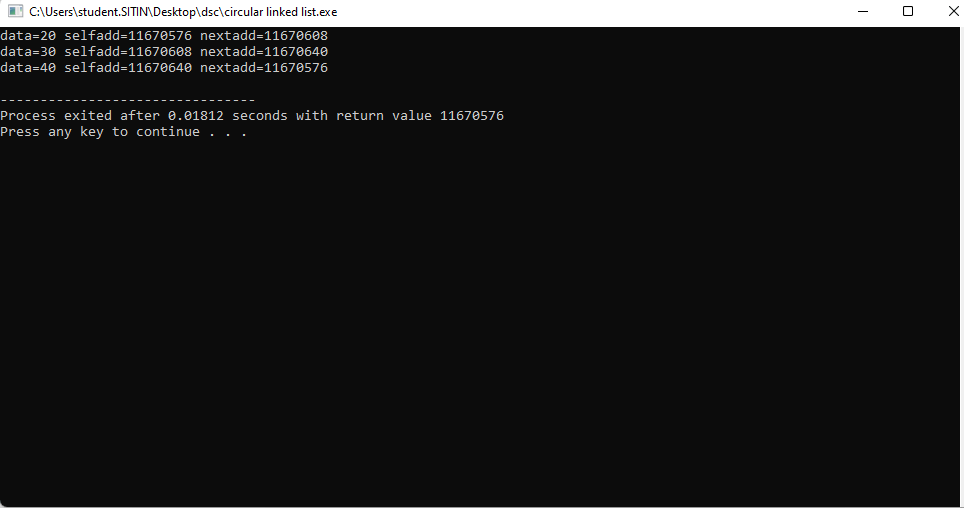 C:\Users\student.SITIN\Desktop\dsc\circular linked list.exe
data=20 selfadd=11670576 nextadd=11670608
data=30 selfadd=11670608 nextadd=11670640
data=40 selfadd=11670640 nextadd=11670576
--------------------------------
Process exited after 0.01812 seconds with return value 11670576
Press any key to continue . . .